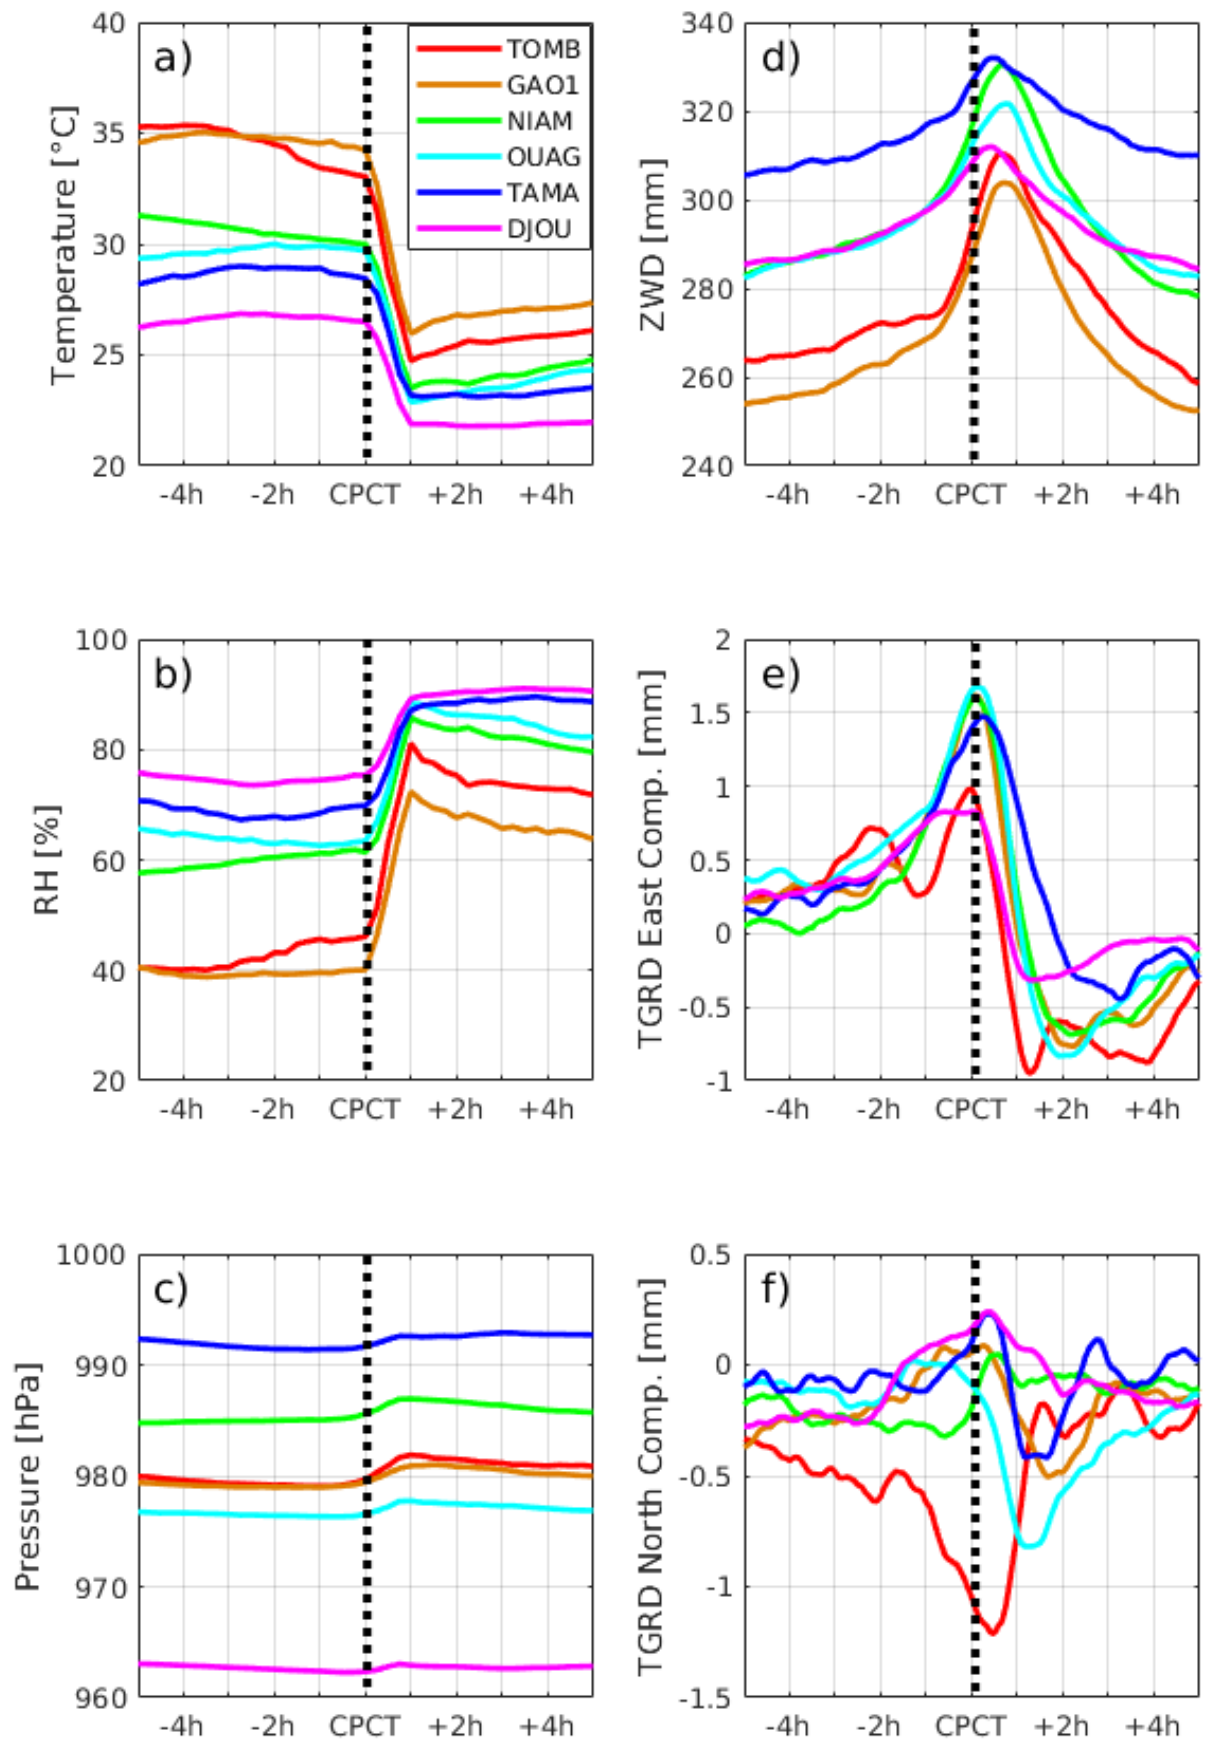 a)
40
35
30
25
20
Temperature [°C]
TOMB
GAO1
NIAM
OUAG
TAMA
DJOU
-4h -2h CPCT +2h +4h
d)
340
320
300
280
260
240
ZWD [mm]
-4h -2h CPCT +2h +4h
b)
100
80
60
40
20
RH [%]
-4h -2h CPCT +2h +4h
e)
2
1.5
1
0.5
0
-0.5
-1
TGRD East Comp. [mm]
-4h -2h CPCT +2h +4h
c)
1000
990
980
970
960
Pressure [hPa]
-4h -2h CPCT +2h +4h
f)
0.5
0
-0.5
-1
-1.5
TGRD North Comp. [mm]
-4h -2h CPCT +2h +4h